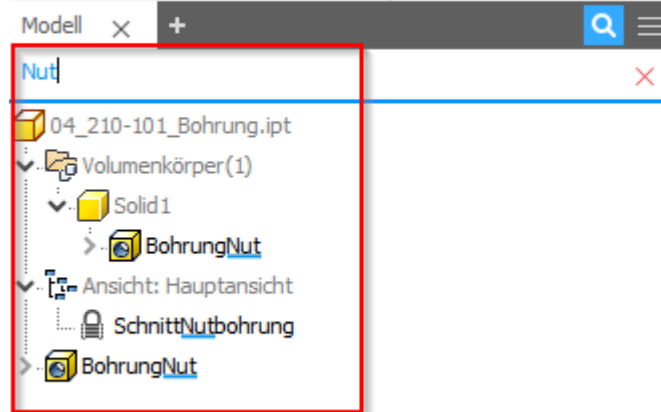 Modell
Nut
04_210-101_Bohrung.ipt
Volumenkörper(1)
Solid1
BohrungNut
Ansicht: Hauptansicht
SchnittNutbohrung
BohrungNut